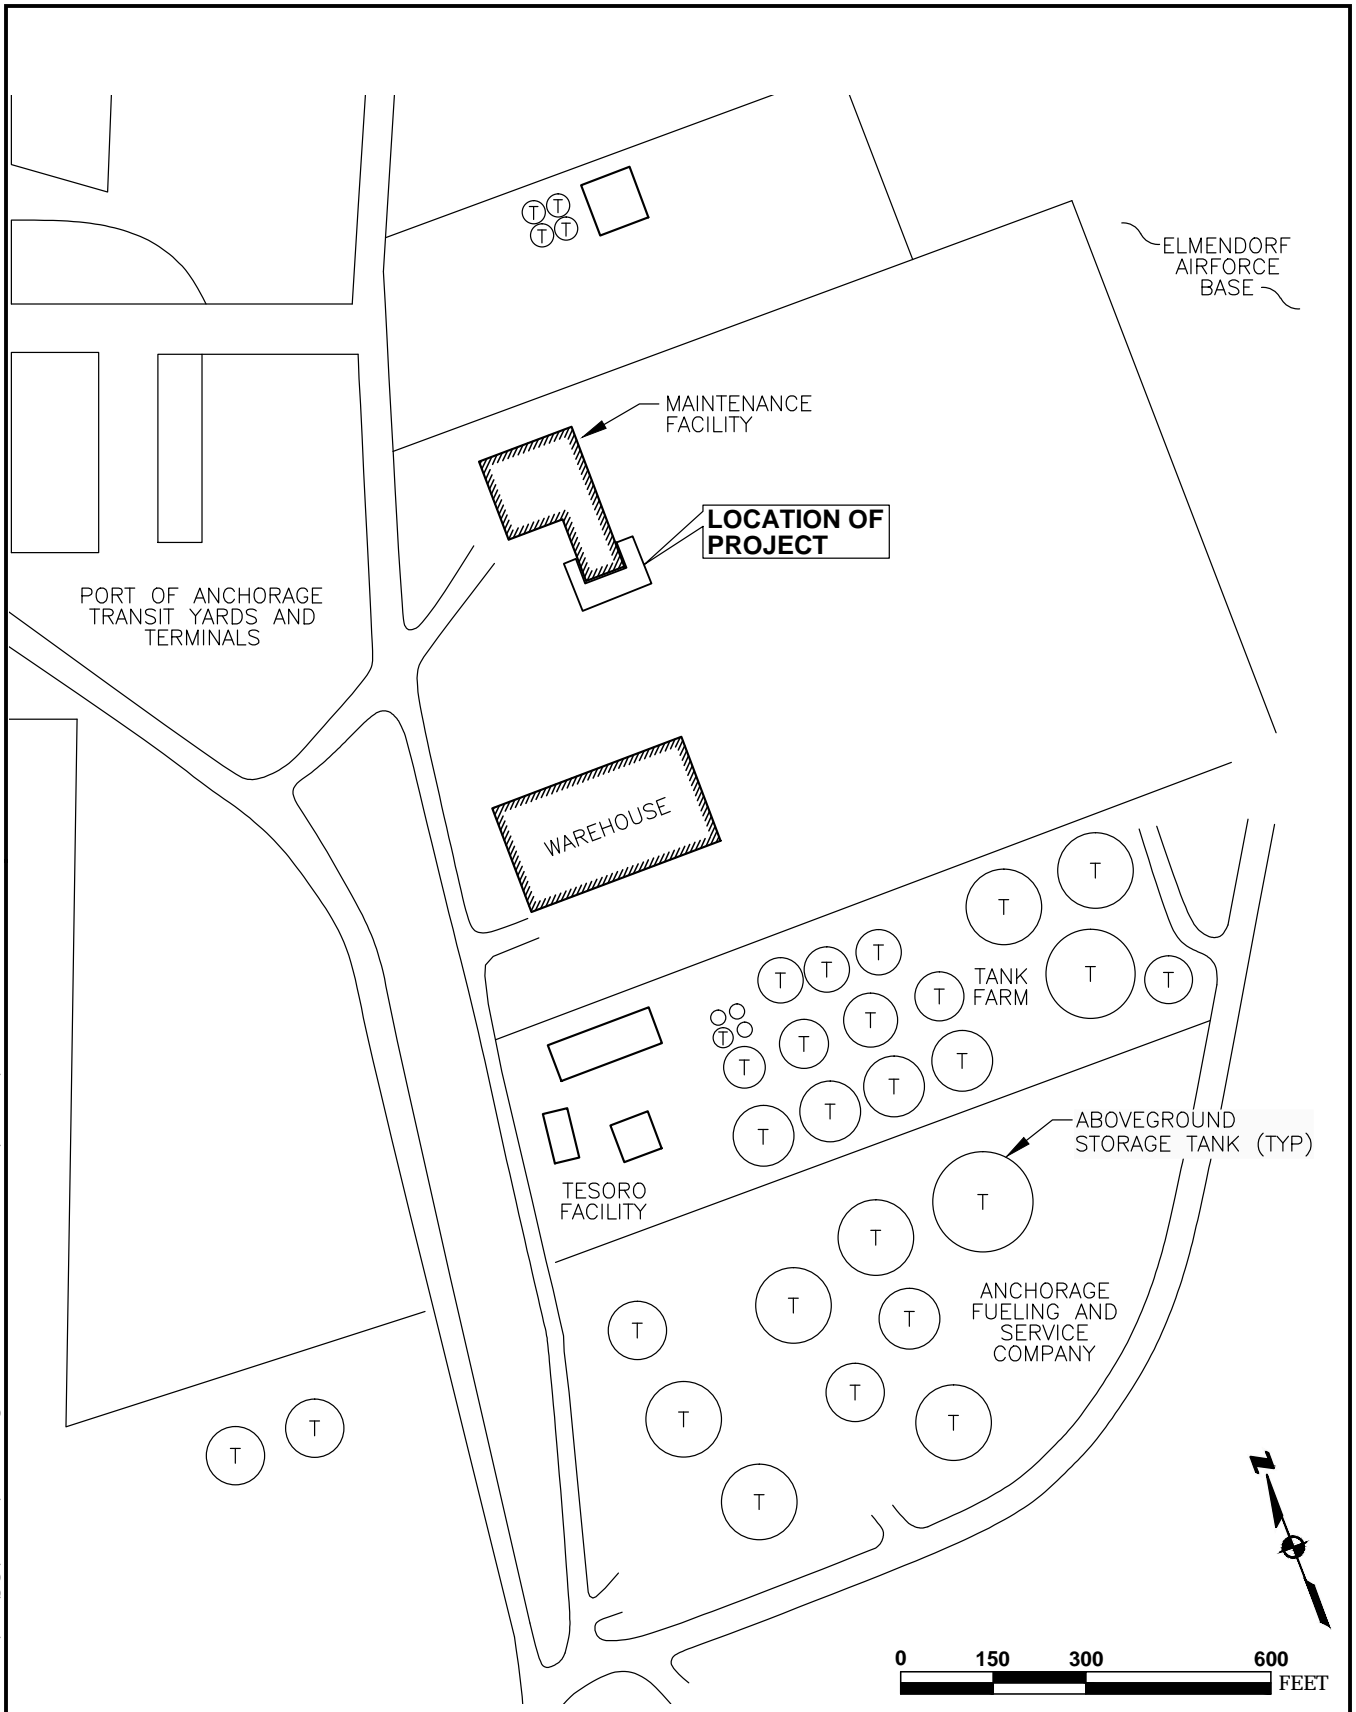 T T
T T
ELMENDORF
AIRFORCE
BASE
MAINTENANCE
FACILITY
LOCATION OF
PROJECT
PORT OF ANCHORAGE
TRANSIT YARDS AND
TERMINALS
WAREHOUSE
T
T
T
T
T
TANK
FARM
T
T
T
T
T
T
T
T
T
T
T
T
ABOVEGROUND
STORAGE TANK (TYP)
TESORO
FACILITY
T
T
ANCHORAGE
FUELING AND
SERVICE
COMPANY
T
T
T
T
T
T
T
T
T
N
0 150 300 600
FEET